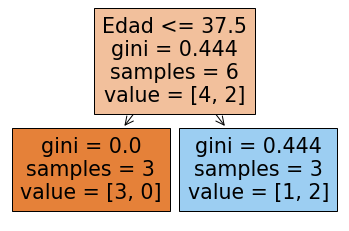 Edad <= 37.5
gini = 0.444
samples = 6
value = [4, 2]
gini = 0.0
samples = 3
value = [3, 0]
gini = 0.444
samples = 3
value = [1, 2]